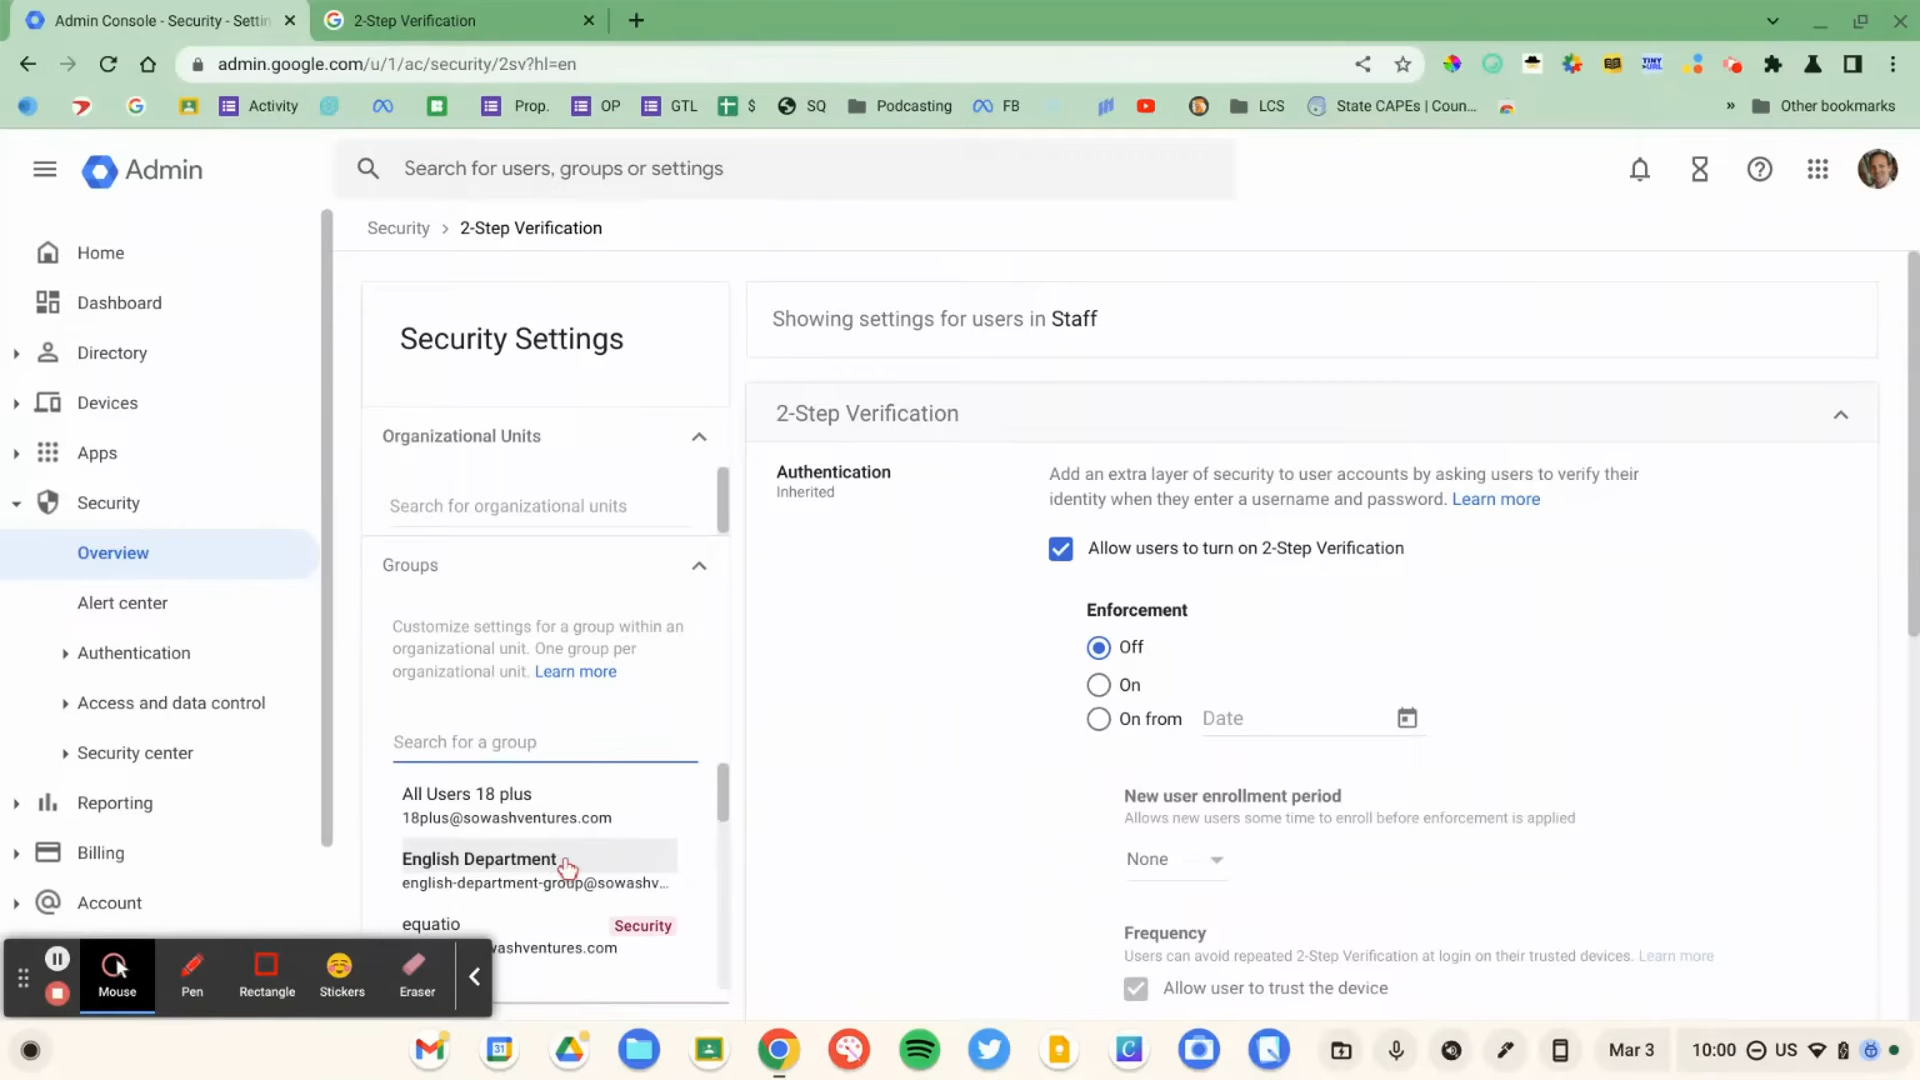 Admin Console - Security - Settin
2-Step Verification
admin.google.com/u/1/ac/security/2sv?hl=en
Activity
Prop.
OP
GTL
$
SQ
Podcasting
FB
LCS
State CAPEs | Coun...
»
Other bookmarks
Admin
Search for users, groups or settings
Security > 2-Step Verification
Home
Dashboard
Directory
Devices
Apps
Security
Overview
Alert center
Authentication
Access and data control
Security center
Reporting
Billing
Account
Security Settings
Organizational Units
Search for organizational units
Groups
Customize settings for a group within an
organizational unit. One group per
organizational unit. Learn more
Search for a group
All Users 18 plus
18plus@sowashventures.com
English Department
english-department-group@sowashv...
equatio
Security
washventures.com
Showing settings for users in Staff
2-Step Verification
Authentication
Inherited
Add an extra layer of security to user accounts by asking users to verify their
identity when they enter a username and password. Learn more
Allow users to turn on 2-Step Verification
Enforcement
Off
On
On from Date
New user enrollment period
Allows new users some time to enroll before enforcement is applied
None
Frequency
Users can avoid repeated 2-Step Verification at login on their trusted devices. Learn more
Allow user to trust the device
Mouse
Pen
Rectangle
Stickers
Eraser
Mar 3
10:00
US